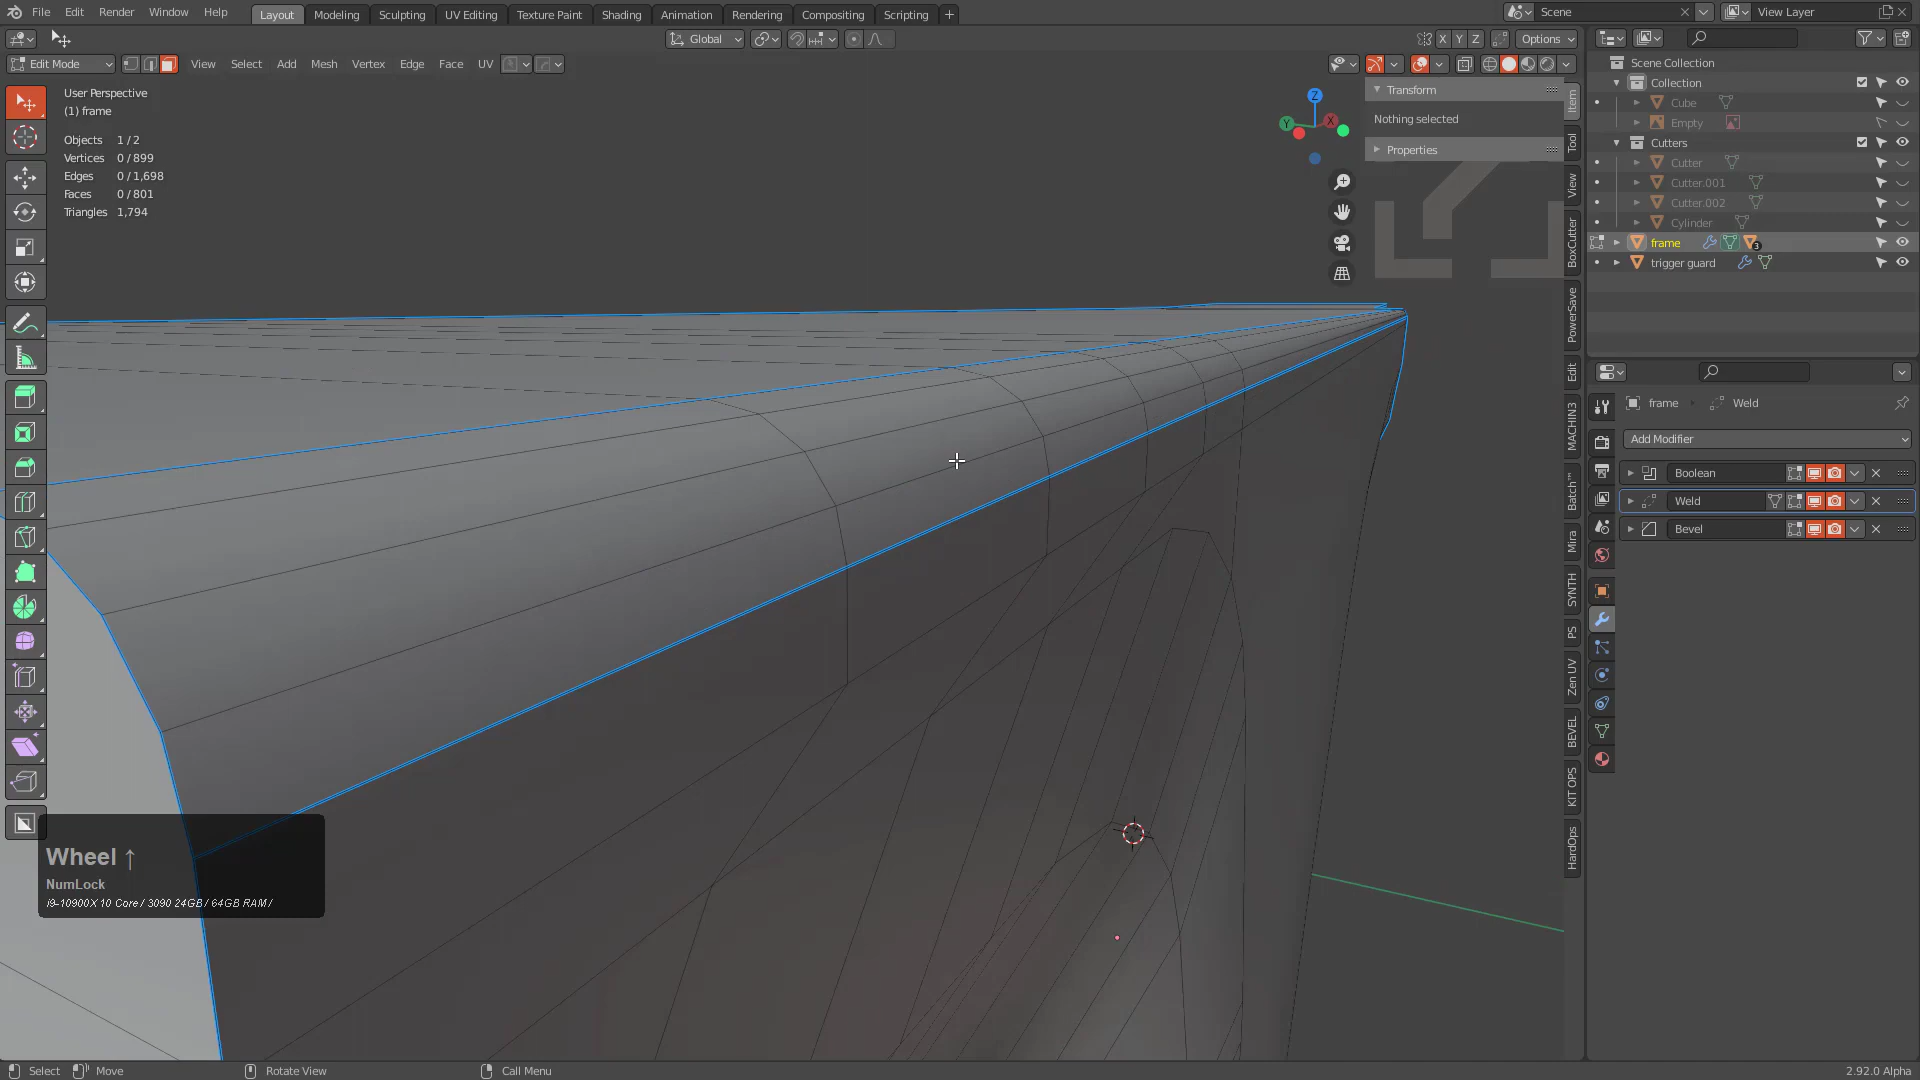 File Edit Render Window Help
Layout Modeling Sculpting UV Editing Texture Paint Shading Animation Rendering Compositing Scripting +
Scene
View Layer
Global
X Y Z Options
Edit Mode View Select Add Mesh Vertex Edge Face UV
User Perspective
(1) frame
Objects 1/2
Vertices 0/899
Edges 0/1,698
Faces 0/801
Triangles 1,794
Z
Y
X
Transform
Nothing selected
Properties
Item
Tool
View
BoxCutter
PowerSave
Edit
MACHIN3
Batch™
Mira
SYNTH
PS
Zen UV
BEVEL
KIT OPS
HardOps
Scene Collection
Collection
Cube
Empty
Cutters
Cutter
Cutter.001
Cutter.002
Cylinder
frame
3
trigger guard
frame Weld
Add Modifier
Boolean
Weld
Bevel
Wheel ↑
NumLock
i9-10900X 10 Core / 3090 24GB / 64GB RAM /
Select Move Rotate View Call Menu
2.92.0 Alpha